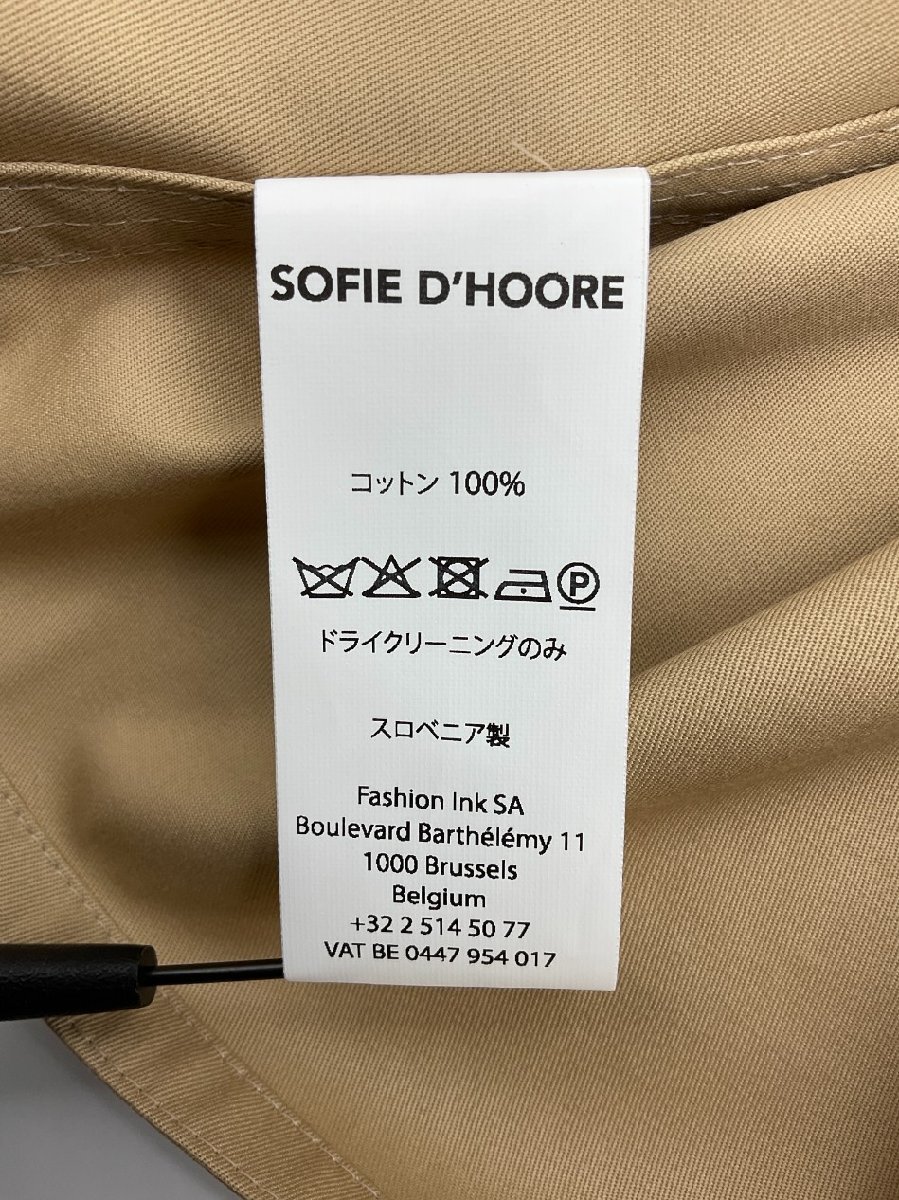 SOFIE D'HOORE
コットン 100%
P
ドライクリーニングのみ
スロベニア製
Fashion Ink SA
Boulevard Barthélémy 11
1000 Brussels
Belgium
+32 2 514 50 77
VAT BE 0447 954 017